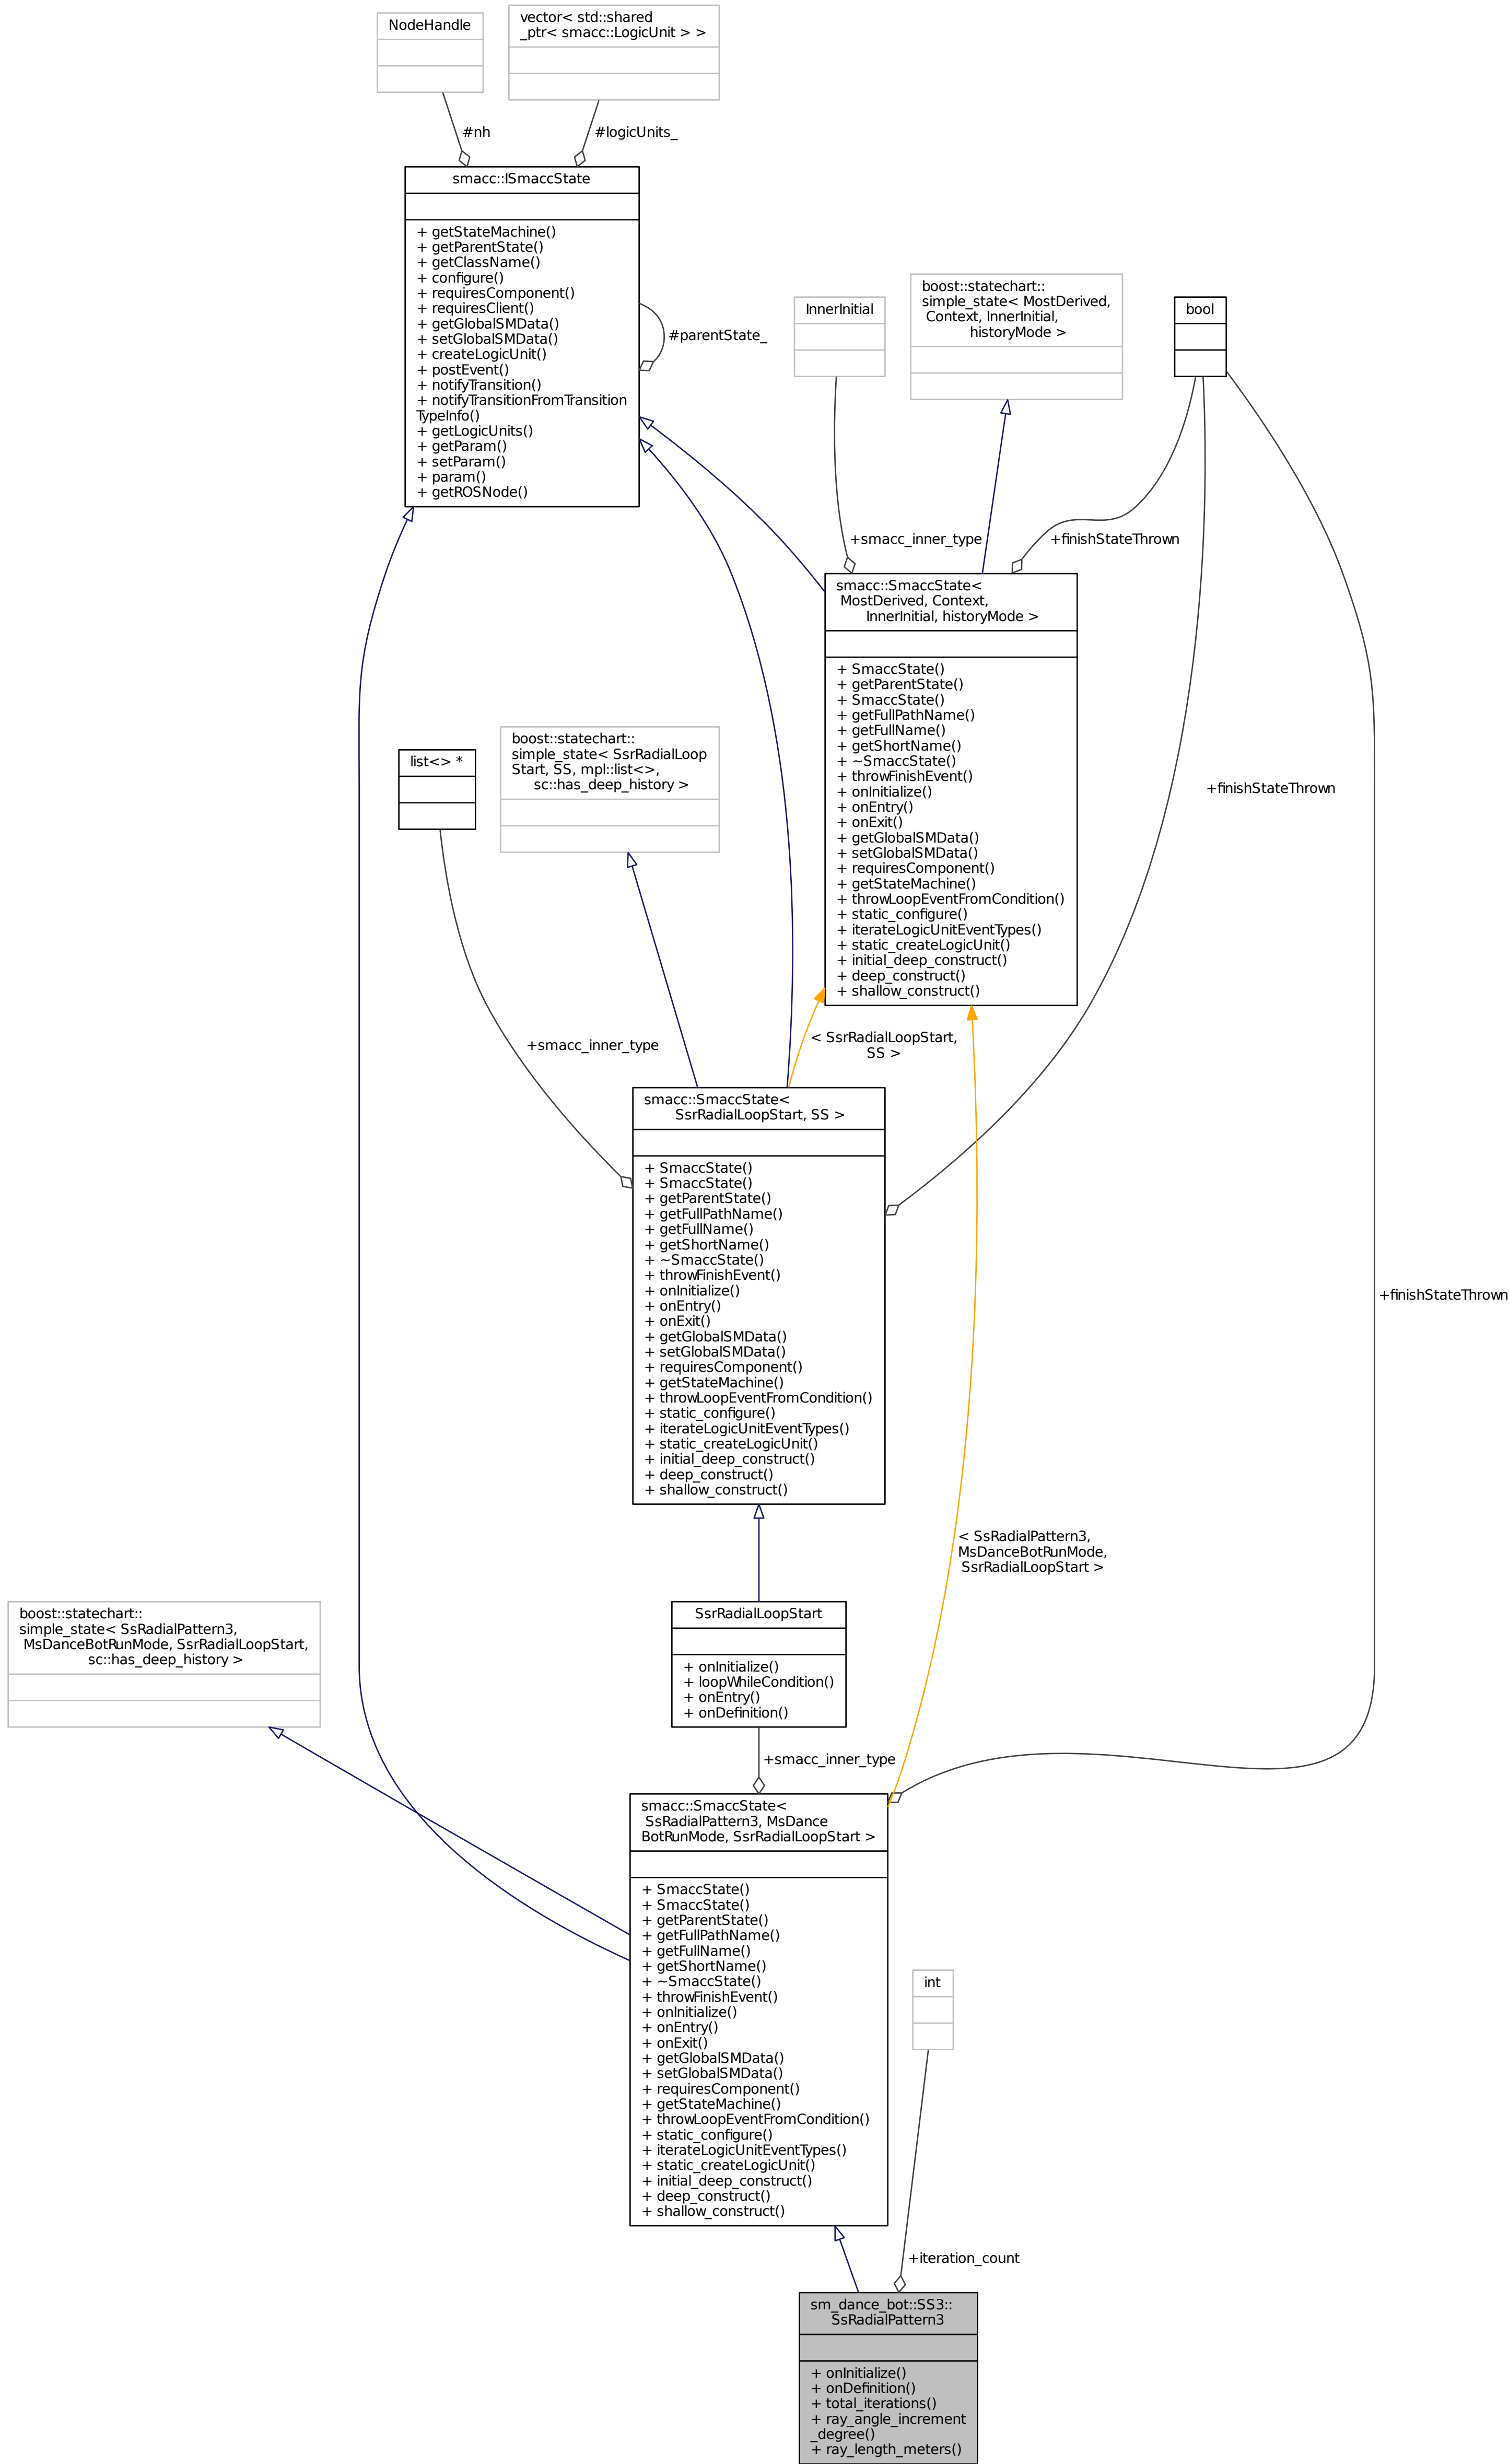 NodeHandle
vector< std::shared
_ptr< smacc::LogicUnit > >
#nh
#logicUnits_
smacc::ISmaccState
+ getStateMachine()
+ getParentState()
+ getClassName()
+ configure()
+ requiresComponent()
+ requiresClient()
+ getGlobalSMData()
+ setGlobalSMData()
+ createLogicUnit()
+ postEvent()
+ notifyTransition()
+ notifyTransitionFromTransition
TypeInfo()
+ getLogicUnits()
+ getParam()
+ setParam()
+ param()
+ getROSNode()
#parentState_
InnerInitial
boost::statechart::
simple_state< MostDerived,
Context, InnerInitial,
historyMode >
bool
+smacc_inner_type
+finishStateThrown
smacc::SmaccState<
MostDerived, Context,
InnerInitial, historyMode >
+ SmaccState()
+ getParentState()
+ SmaccState()
+ getFullPathName()
+ getFullName()
+ getShortName()
+ ~SmaccState()
+ throwFinishEvent()
+ onInitialize()
+ onEntry()
+ onExit()
+ getGlobalSMData()
+ setGlobalSMData()
+ requiresComponent()
+ getStateMachine()
+ throwLoopEventFromCondition()
+ static_configure()
+ iterateLogicUnitEventTypes()
+ static_createLogicUnit()
+ initial_deep_construct()
+ deep_construct()
+ shallow_construct()
list<> *
boost::statechart::
simple_state< SsrRadialLoop
Start, SS, mpl::list<>,
sc::has_deep_history >
+finishStateThrown
+smacc_inner_type
< SsrRadialLoopStart,
SS >
smacc::SmaccState<
SsrRadialLoopStart, SS >
+ SmaccState()
+ SmaccState()
+ getParentState()
+ getFullPathName()
+ getFullName()
+ getShortName()
+ ~SmaccState()
+ throwFinishEvent()
+ onInitialize()
+ onEntry()
+ onExit()
+ getGlobalSMData()
+ setGlobalSMData()
+ requiresComponent()
+ getStateMachine()
+ throwLoopEventFromCondition()
+ static_configure()
+ iterateLogicUnitEventTypes()
+ static_createLogicUnit()
+ initial_deep_construct()
+ deep_construct()
+ shallow_construct()
+finishStateThrown
< SsRadialPattern3,
MsDanceBotRunMode,
SsrRadialLoopStart >
boost::statechart::
simple_state< SsRadialPattern3,
MsDanceBotRunMode, SsrRadialLoopStart,
sc::has_deep_history >
SsrRadialLoopStart
+ onInitialize()
+ loopWhileCondition()
+ onEntry()
+ onDefinition()
+smacc_inner_type
smacc::SmaccState<
SsRadialPattern3, MsDance
BotRunMode, SsrRadialLoopStart >
+ SmaccState()
+ SmaccState()
+ getParentState()
+ getFullPathName()
+ getFullName()
+ getShortName()
+ ~SmaccState()
+ throwFinishEvent()
+ onInitialize()
+ onEntry()
+ onExit()
+ getGlobalSMData()
+ setGlobalSMData()
+ requiresComponent()
+ getStateMachine()
+ throwLoopEventFromCondition()
+ static_configure()
+ iterateLogicUnitEventTypes()
+ static_createLogicUnit()
+ initial_deep_construct()
+ deep_construct()
+ shallow_construct()
int
+iteration_count
sm_dance_bot::SS3::
SsRadialPattern3
+ onInitialize()
+ onDefinition()
+ total_iterations()
+ ray_angle_increment
_degree()
+ ray_length_meters()